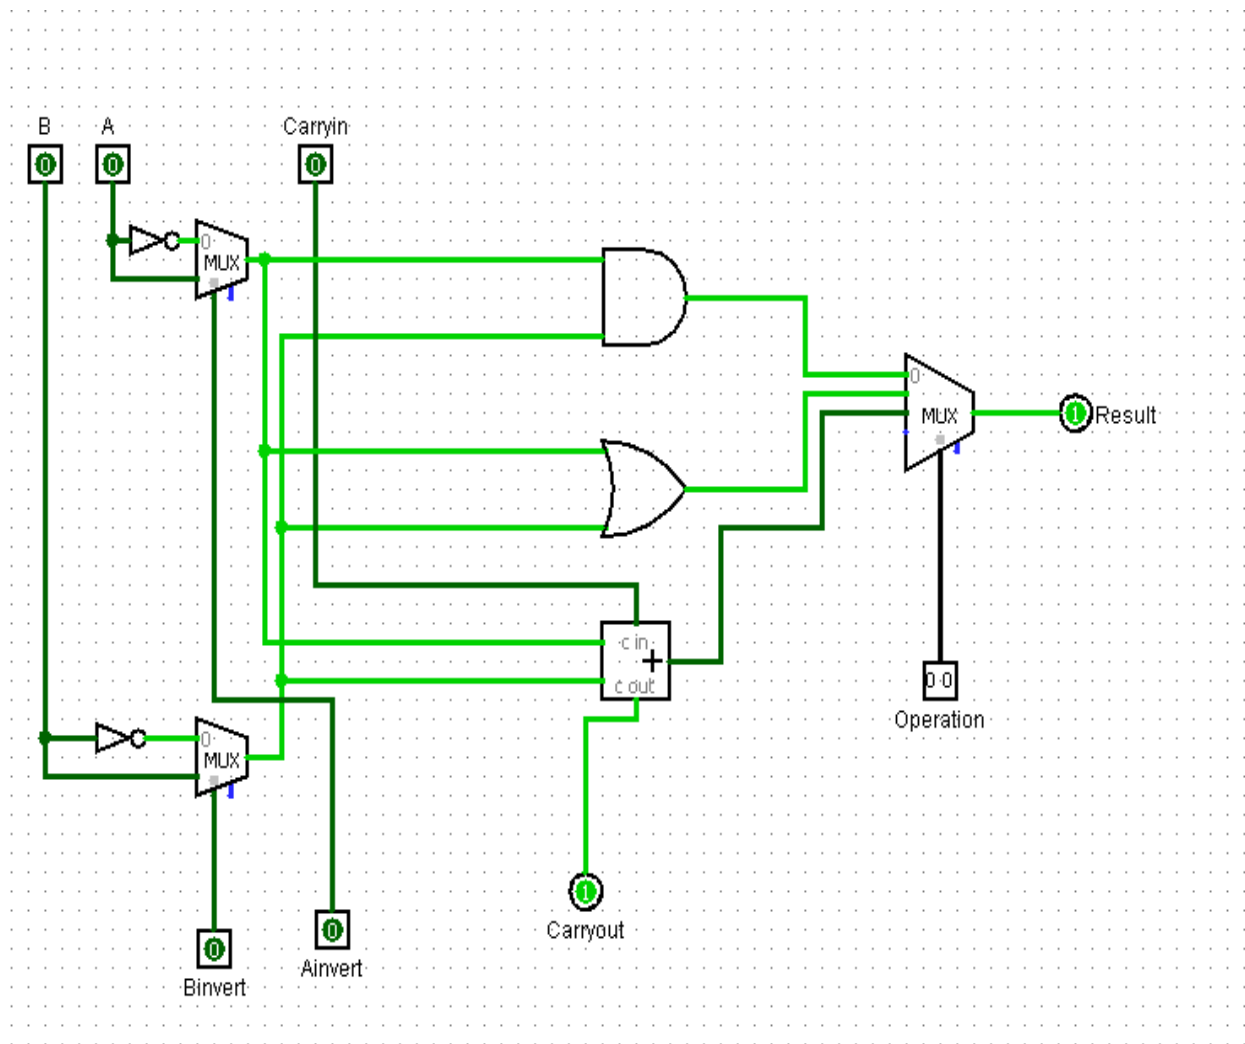 B A Carryin
0 0 0
0
MUX
0
MUX
1 Result
c in
+
c out
0 0
Operation
0
MUX
1
Carryout
0
Ainvert
0
Binvert